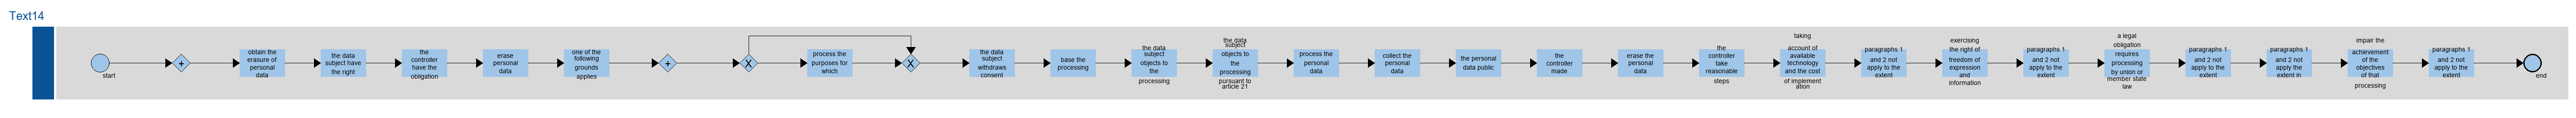 Text14
start
+
obtain the
erasure of
personal
data
the data
subject have
the right
the
controller
have the
obligation
erase
personal
data
one of the
following
grounds
applies
+
X
process the
purposes for
which
X
the data
subject
withdraws
consent
base the
processing
the data
subject
objects to
the
processing
the data
subject
objects to
the
processing
pursuant to
article 21
process the
personal
data
collect the
personal
data
the personal
data public
the
controller
made
erase the
personal
data
the
controller
take
reasonable
steps
taking
account of
available
technology
and the cost
of implement
ation
paragraphs 1
and 2 not
apply to the
extent
exercising
the right of
freedom of
expression
and
information
paragraphs 1
and 2 not
apply to the
extent
a legal
obligation
requires
processing
by union or
member state
law
paragraphs 1
and 2 not
apply to the
extent
paragraphs 1
and 2 not
apply the
extent in
impair the
achievement
of the
objectives
of that
processing
paragraphs 1
and 2 not
apply to the
extent
end